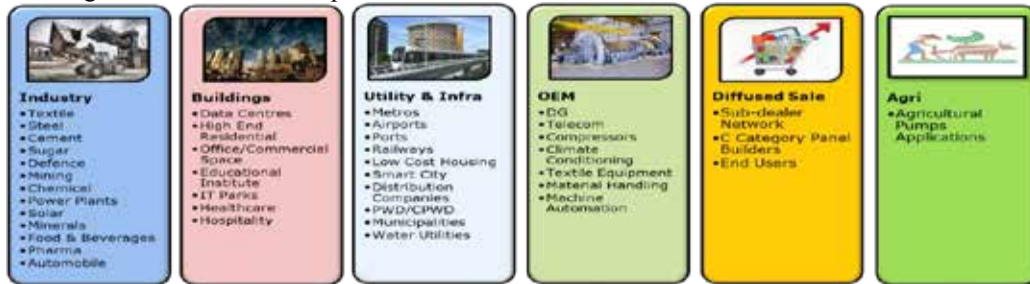 Industry
•Textile
•Steel
•Cement
•Sugar
•Defence
•Mining
•Chemical
•Power Plants
•Solar
•Minerals
•Food & Beverages
•Pharma
•Automobile
Buildings
•Data Centres
•High End
Residential
•Office/Commercial
Space
•Educational
Institute
•IT Parks
•Healthcare
•Hospitality
Utility & Infra
•Metros
•Airports
•Ports
•Railways
•Low Cost Housing
•Smart City
•Distribution
Companies
•PWD/CPWD
•Municipalities
•Water Utilities
OEM
•DG
•Telecom
•Compressors
•Climate
Conditioning
•Textile Equipment
•Material Handling
•Machine
Automation
Diffused Sale
•Sub-dealer
Network
•C Category Panel
Builders
•End Users
Agri
•Agricultural
Pumps
Applications